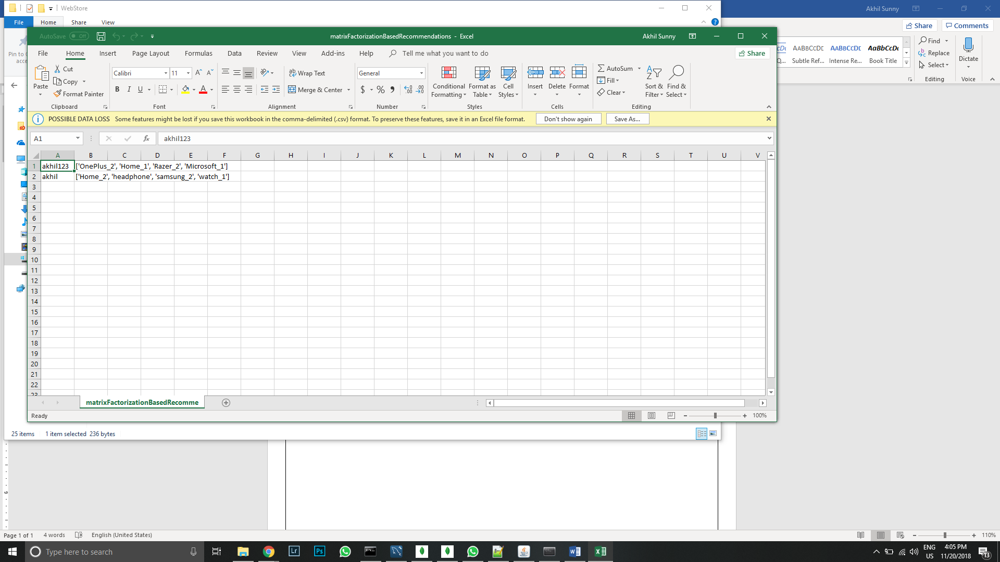 WebStore
Akhil Sunny
File Home Share View
Share Comments
AutoSave Off
matrixFactorizationBasedRecommendations - Excel
Akhil Sunny
File Home Insert Page Layout Formulas Data Review View Add-ins Help Tell me what you want to do
Share
Paste
Cut
Copy
Format Painter
Clipboard
Calibri 11
B I U A
Font
Wrap Text
Merge & Center
Alignment
General
$ % 9
Number
Conditional Formatting
Format as Table
Cell Styles
Styles
Insert Delete Format
Cells
AutoSum
Fill
Clear
Sort & Filter
Find & Select
Editing
AABBCCDE AABBCCDE AaBbCcDc
Q... Subtle Ref... Intense Re... Book Title
Find
Replace
Select
Editing
Dictate
Voice
Pin to
POSSIBLE DATA LOSS Some features might be lost if you save this workbook in the comma-delimited (.csv) format. To preserve these features, save it in an Excel file format. Don't show again Save As...
A1 fx akhil123
A B C D E F G H I J K L M N O P Q R S T U V
1 akhil123 ['OnePlus_2', 'Home_1', 'Razer_2', 'Microsoft_1']
2 akhil ['Home_2', 'headphone', 'samsung_2', 'watch_1']
3
4
5
6
7
8
9
10
11
12
13
14
15
16
17
18
19
20
21
22
23
matrixFactorizationBasedRecomme
Ready
100%
25 items 1 item selected 236 bytes
Page 1 of 1 4 words English (United States)
110%
Type here to search
Lr Ps
ENG
US
4:05 PM
11/20/2018
13